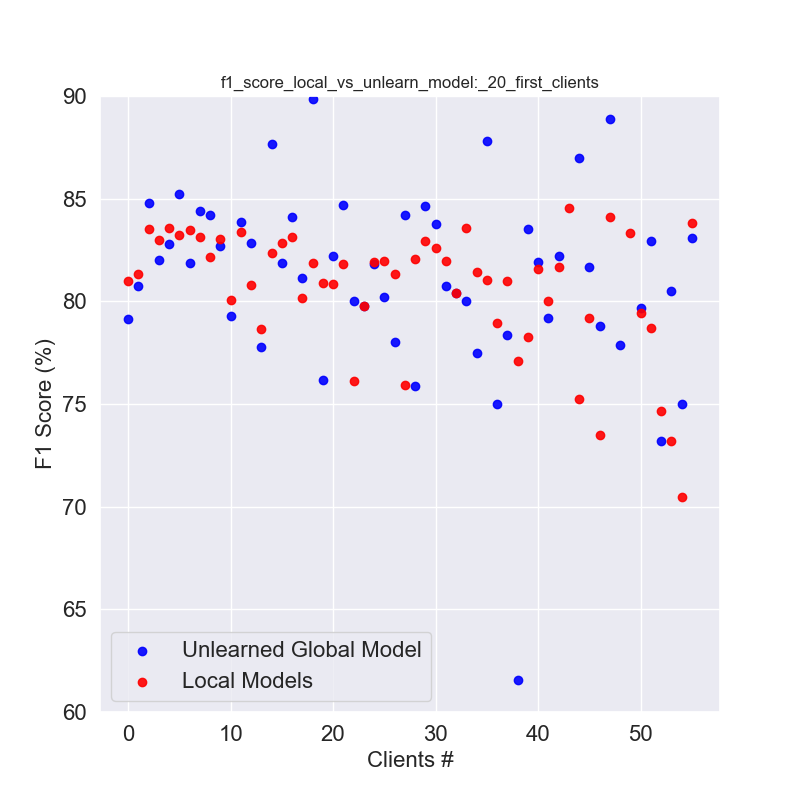 f1_score_local_vs_unlearn_model:_20_first_clients
90
85
80
75
70
65
60
F1 Score (%)
Unlearned Global Model
Local Models
0 10 20 30 40 50
Clients #